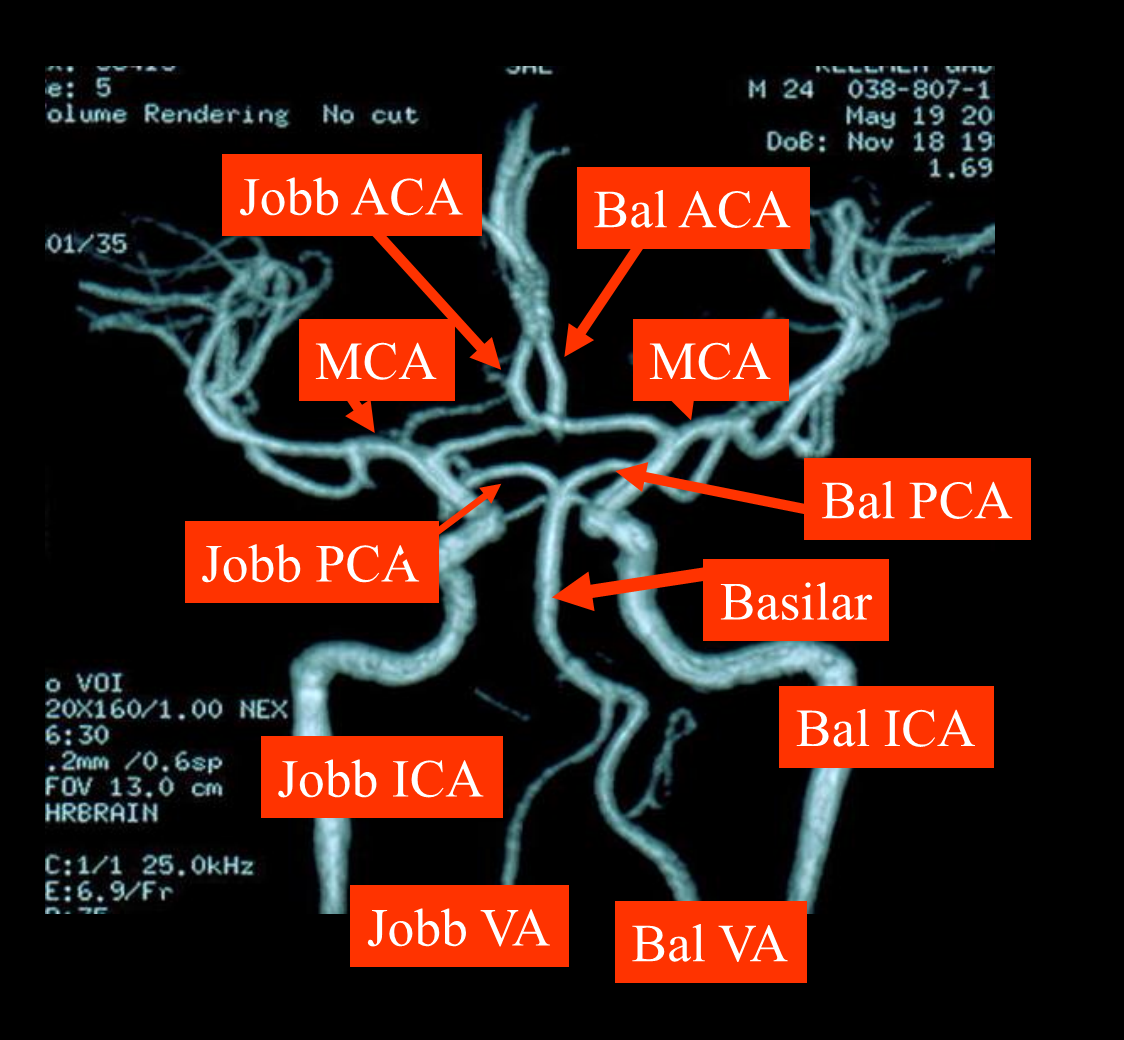 e: 5
olume Rendering No cut
M 24 038-807-1
May 19 20
DoB: Nov 18 19
1.69
Jobb ACA
Bal ACA
01/35
MCA
MCA
Bal PCA
Jobb PCA
Basilar
o VOI
20X160/1.00 NEX
6:30
.2mm /0.6sp
FOV 13.0 cm
HRBRAIN
Bal ICA
Jobb ICA
C:1/1 25.0kHz
E:6.9/Fr
Jobb VA
Bal VA